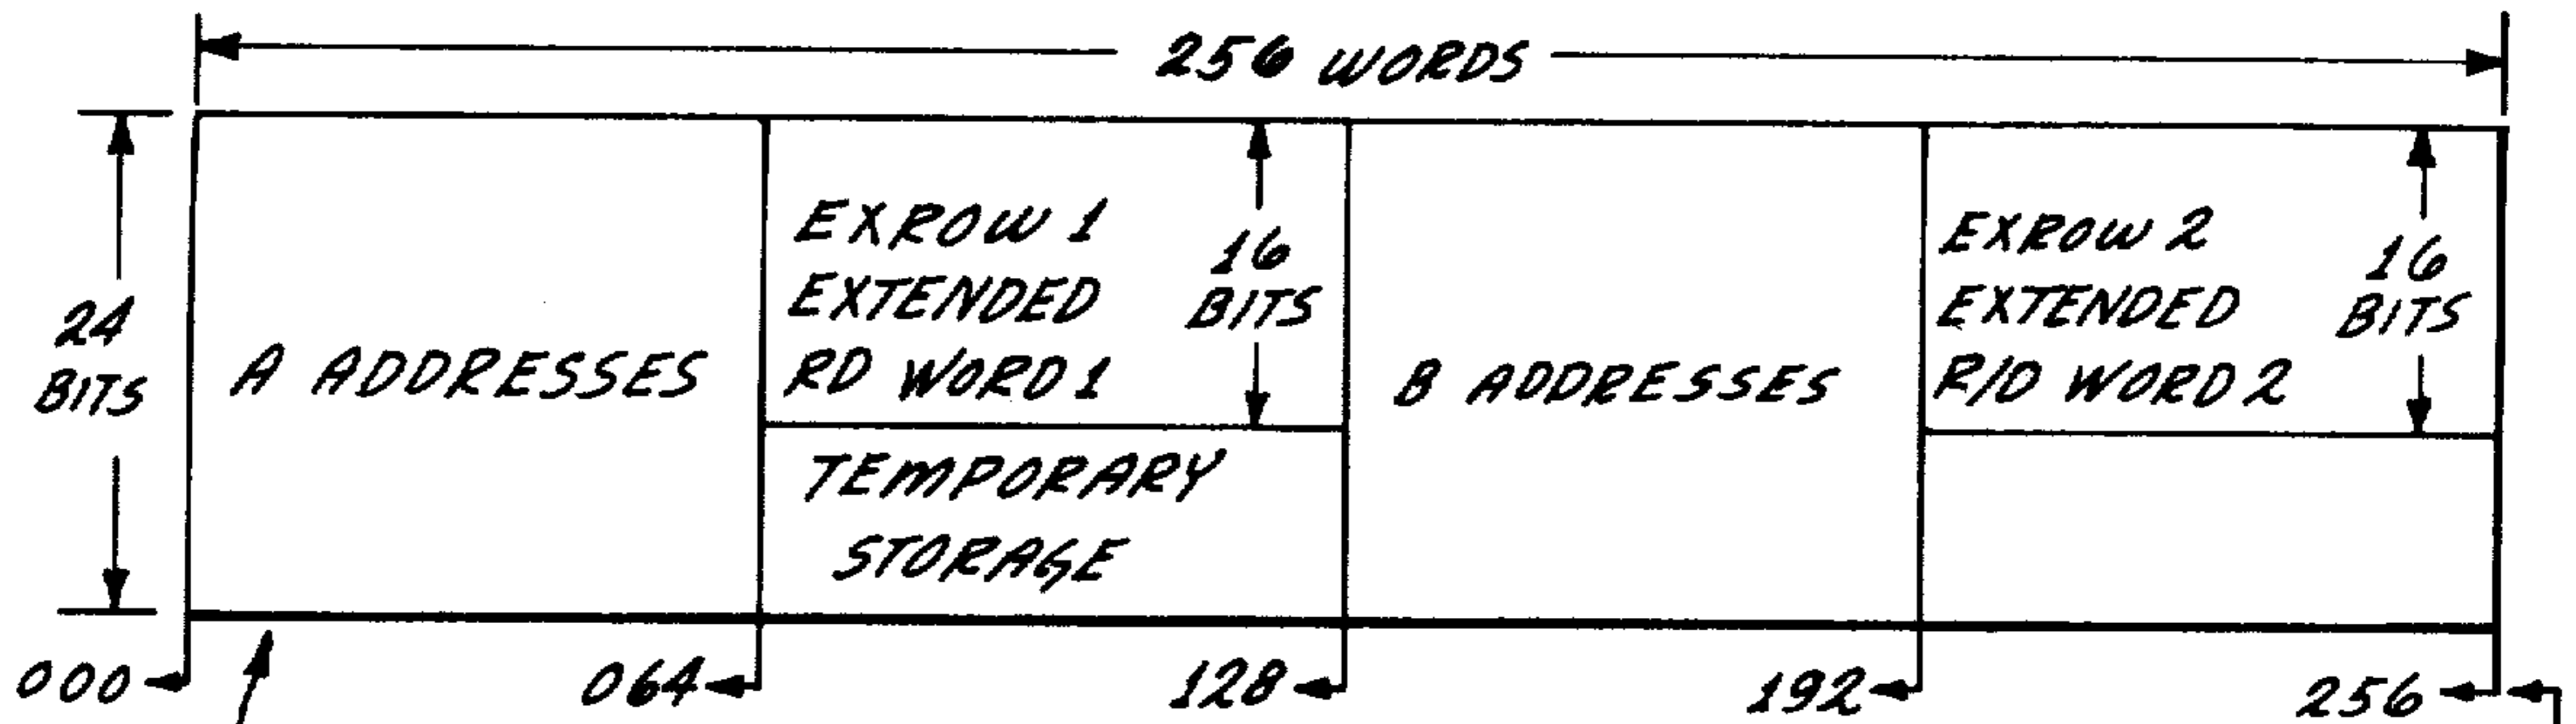 256 WORDS
24
BITS
A ADDRESSES
EXROW 1
EXTENDED
RD WORD 1
16
BITS
TEMPORARY
STORAGE
B ADDRESSES
EXROW 2
EXTENDED
R/D WORD 2
16
BITS
000
064
128
192
256